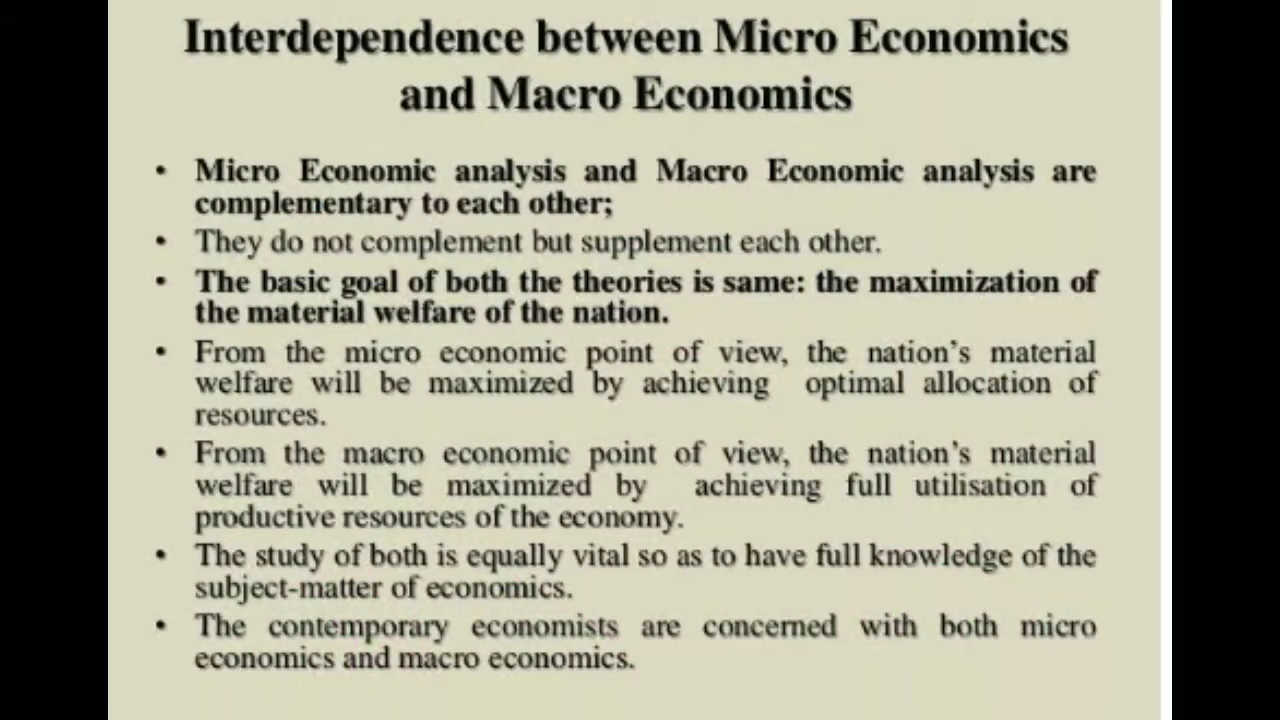 Interdependence between Micro Economics
and Macro Economics
• Micro Economic analysis and Macro Economic analysis are
complementary to each other;
• They do not complement but supplement each other.
• The basic goal of both the theories is same: the maximization of
the material welfare of the nation.
• From the micro economic point of view, the nation’s material
welfare will be maximized by achieving optimal allocation of
resources.
• From the macro economic point of view, the nation’s material
welfare will be maximized by achieving full utilisation of
productive resources of the economy.
• The study of both is equally vital so as to have full knowledge of the
subject-matter of economics.
• The contemporary economists are concerned with both micro
economics and macro economics.